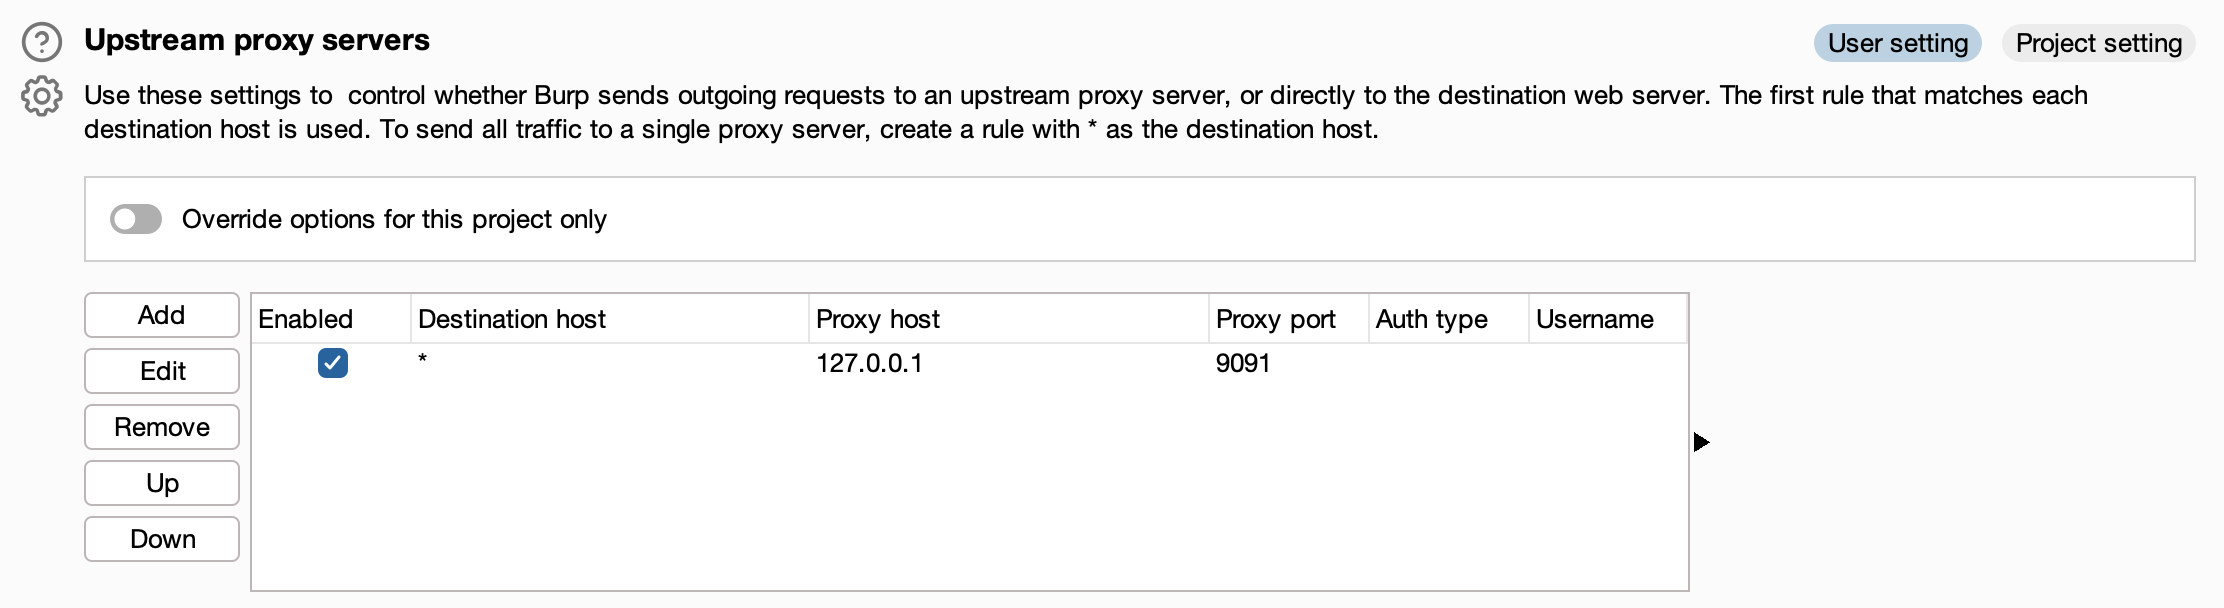 Upstream proxy servers
User setting
Project setting
Use these settings to  control whether Burp sends outgoing requests to an upstream proxy server, or directly to the destination web server. The first rule that matches each
destination host is used. To send all traffic to a single proxy server, create a rule with * as the destination host.
Override options for this project only
Add
Edit
Remove
Up
Down
Enabled Destination host Proxy host Proxy port Auth type Username
* 127.0.0.1 9091